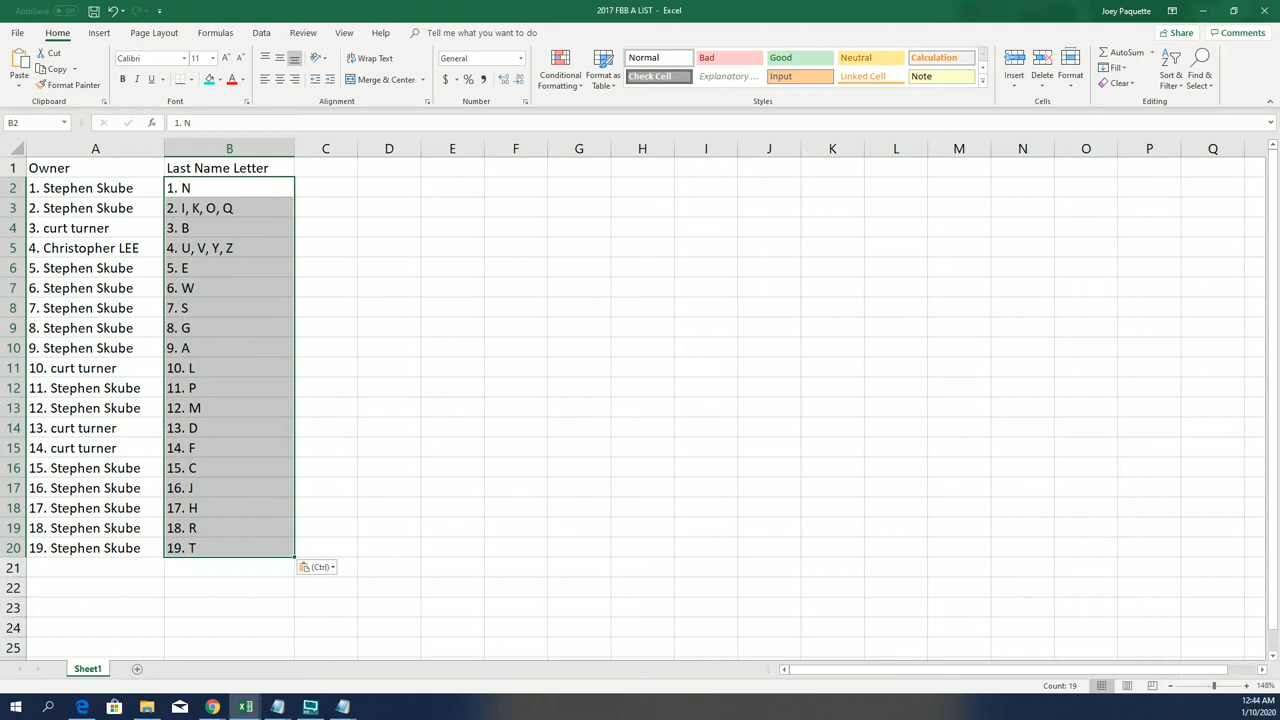 AutoSave Off 2017 FBB A LIST - Excel Joey Paquette
File Home Insert Page Layout Formulas Data Review View Help Tell me what you want to do Share Comments
Paste Cut Copy Format Painter Clipboard
Calibri 11 B I U A Font
Wrap Text Merge & Center Alignment
General $ % , Number
Conditional Formatting Format as Table
Normal Bad Good Neutral Calculation
Check Cell Explanatory ... Input Linked Cell Note
Styles
Insert Delete Format Cells
AutoSum Fill Clear Sort & Filter Find & Select Editing
B2 fx 1. N
A B C D E F G H I J K L M N O P Q
1 Owner Last Name Letter
2 1. Stephen Skube 1. N
3 2. Stephen Skube 2. I, K, O, Q
4 3. curt turner 3. B
5 4. Christopher LEE 4. U, V, Y, Z
6 5. Stephen Skube 5. E
7 6. Stephen Skube 6. W
8 7. Stephen Skube 7. S
9 8. Stephen Skube 8. G
10 9. Stephen Skube 9. A
11 10. curt turner 10. L
12 11. Stephen Skube 11. P
13 12. Stephen Skube 12. M
14 13. curt turner 13. D
15 14. curt turner 14. F
16 15. Stephen Skube 15. C
17 16. Stephen Skube 16. J
18 17. Stephen Skube 17. H
19 18. Stephen Skube 18. R
20 19. Stephen Skube 19. T
21 (Ctrl)
22
23
24
25
Sheet1
Count: 19 148%
12:44 AM
1/10/2020